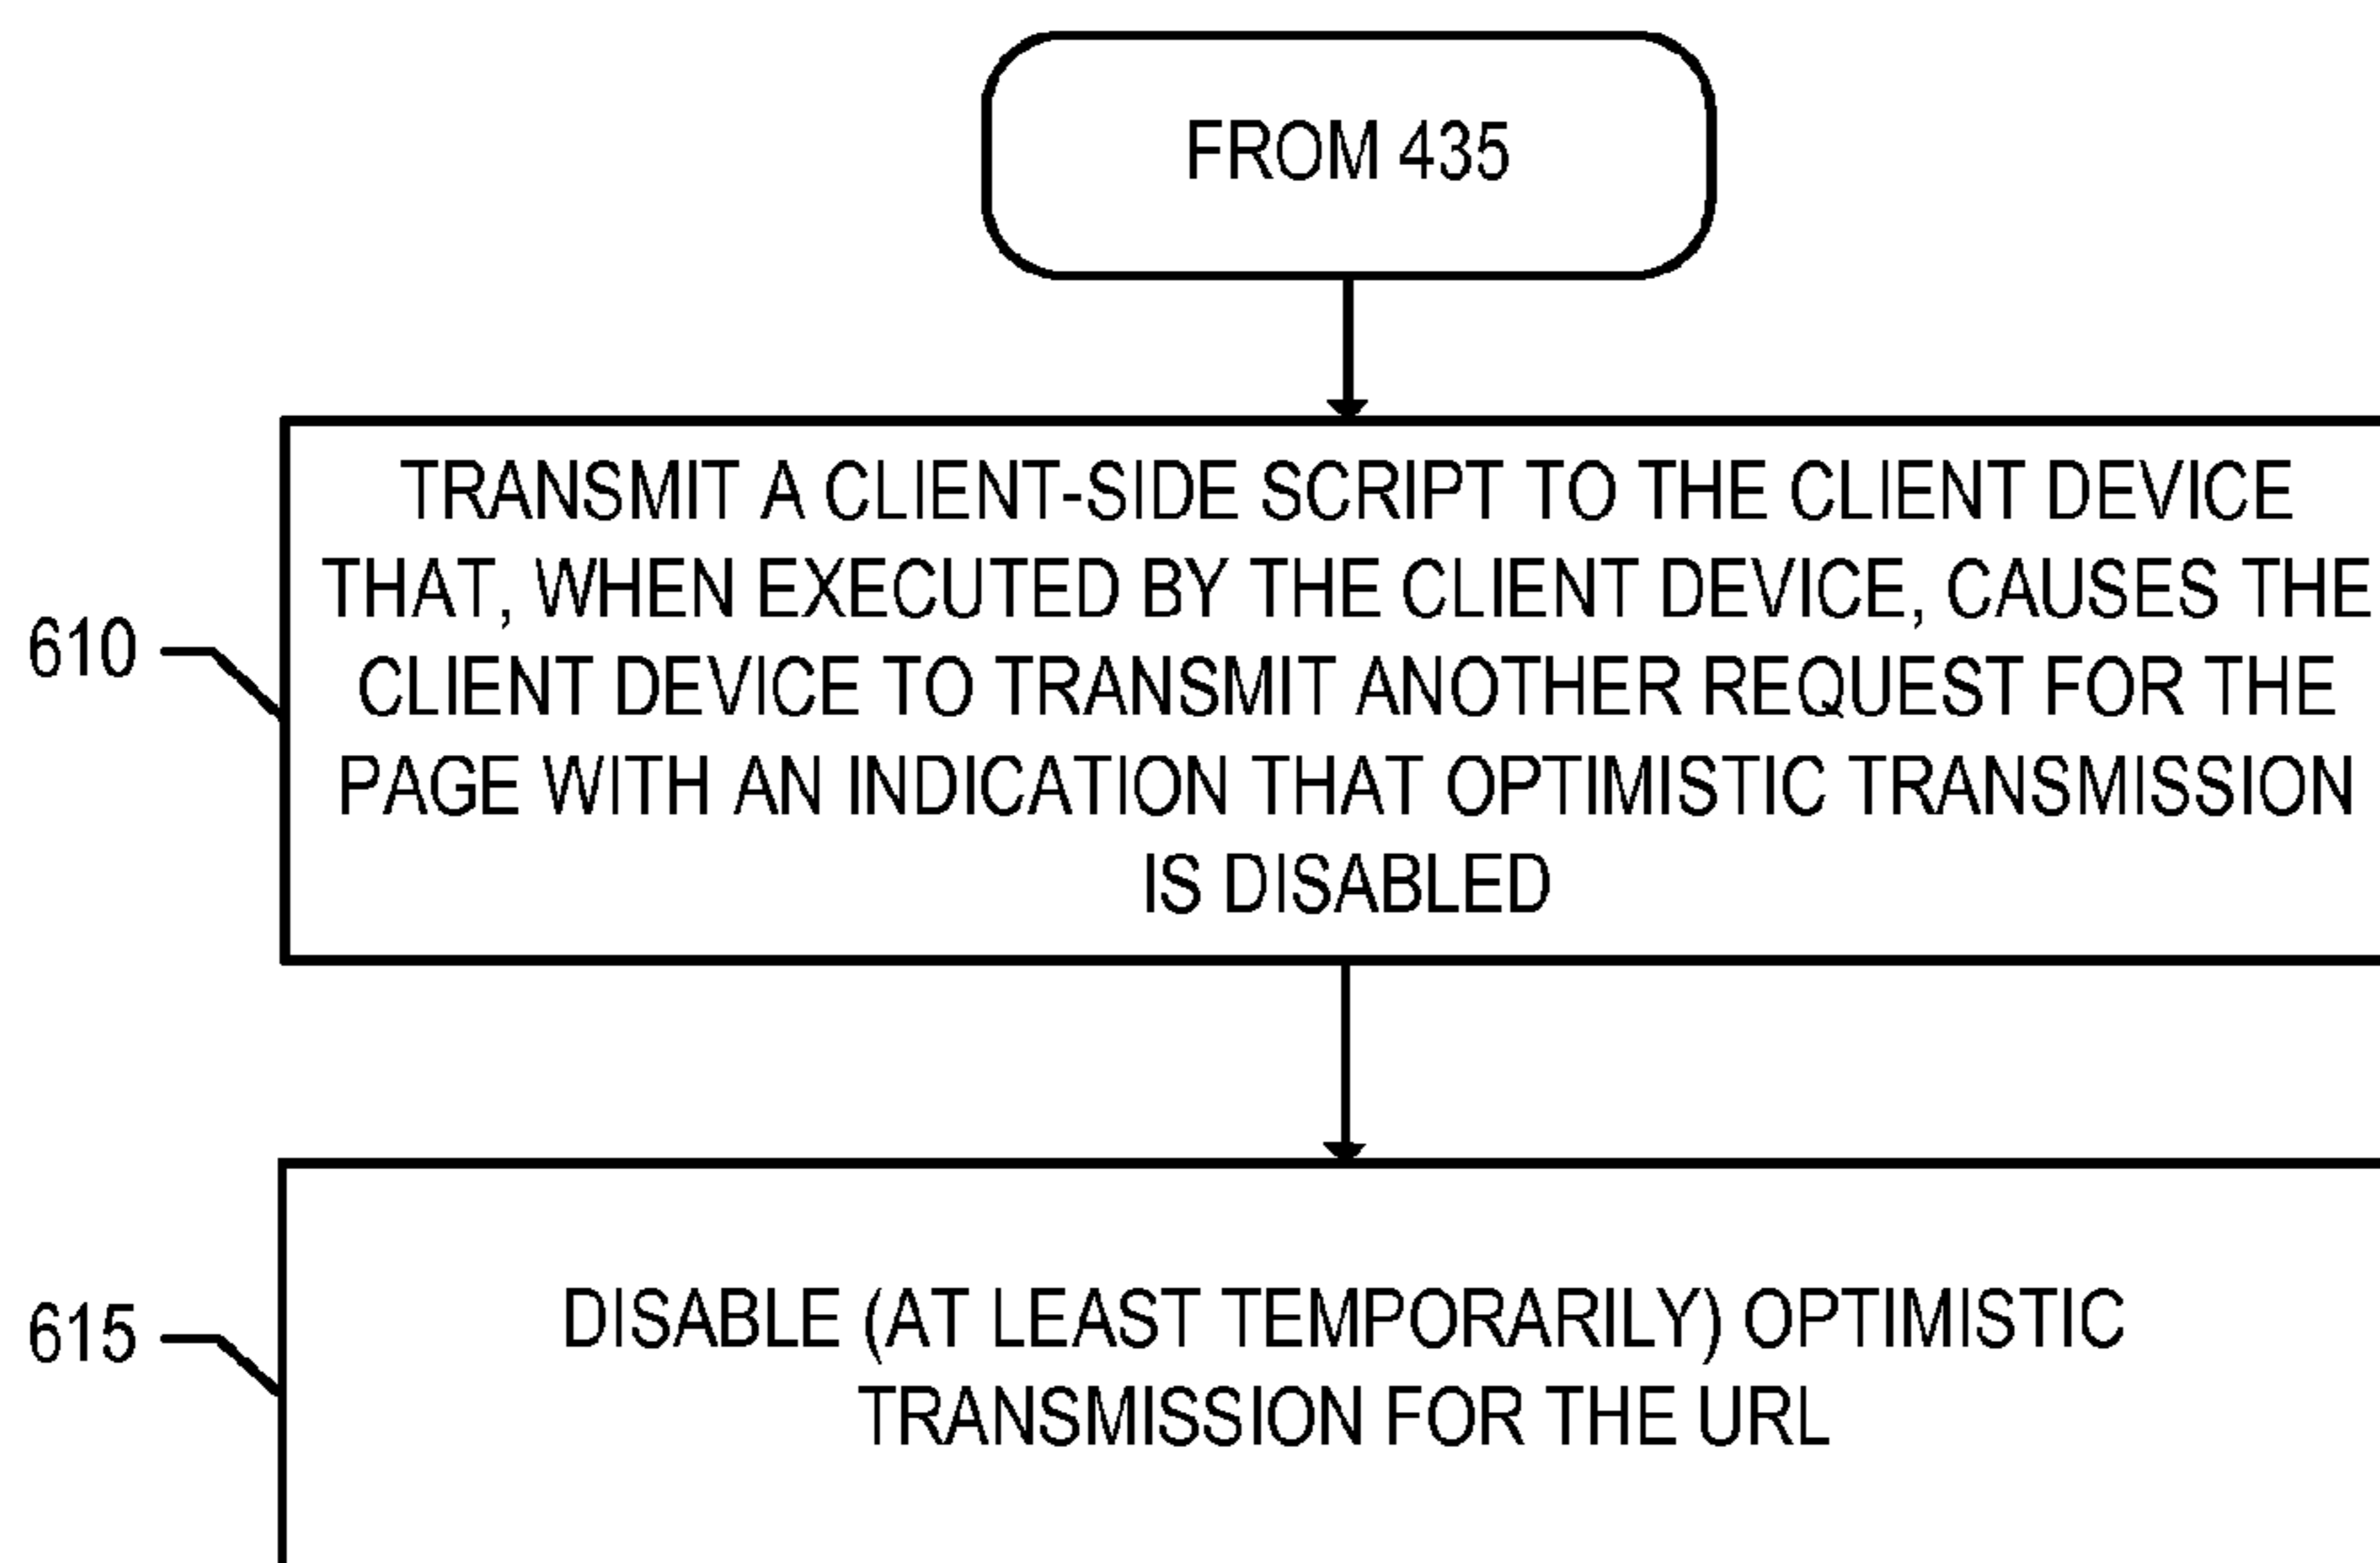 FROM 435
TRANSMIT A CLIENT-SIDE SCRIPT TO THE CLIENT DEVICE
THAT, WHEN EXECUTED BY THE CLIENT DEVICE, CAUSES THE
610
CLIENT DEVICE TO TRANSMIT ANOTHER REQUEST FOR THE
PAGE WITH AN INDICATION THAT OPTIMISTIC TRANSMISSION
IS DISABLED
615
DISABLE (AT LEAST TEMPORARILY) OPTIMISTIC
TRANSMISSION FOR THE URL